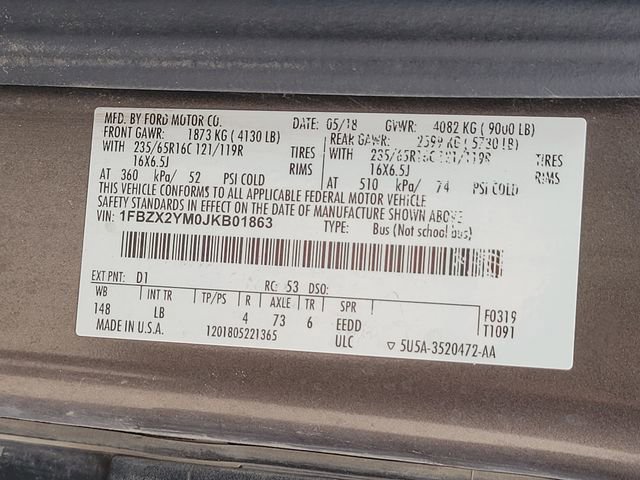 MFD. BY FORD MOTOR CO. DATE: 05/18 GVWR: 4082 KG (9000 LB)
FRONT GAWR: 1873 KG (4130 LB) REAR GAWR: 2599 KG (5730 LB)
WITH 235/65R16C 121/119R TIRES WITH 235/65R16C 121/119R TIRES
16X6.5J RIMS 16X6.5J RIMS
AT 360 kPa/ 52 PSI COLD AT 510 kPa/ 74 PSI COLD
THIS VEHICLE CONFORMS TO ALL APPLICABLE FEDERAL MOTOR VEHICLE
SAFETY STANDARDS IN EFFECT ON THE DATE OF MANUFACTURE SHOWN ABOVE
VIN: 1FBZX2YM0JKB01863 TYPE: Bus (Not school bus)
EXT PNT: D1 RC: 53 DSO:
WB INT TR TP/PS R AXLE TR SPR F0319
148 LB 4 73 6 EEDD T1091
MADE IN U.S.A. 1201805221365 ULC ▽ 5U5A-3520472-AA